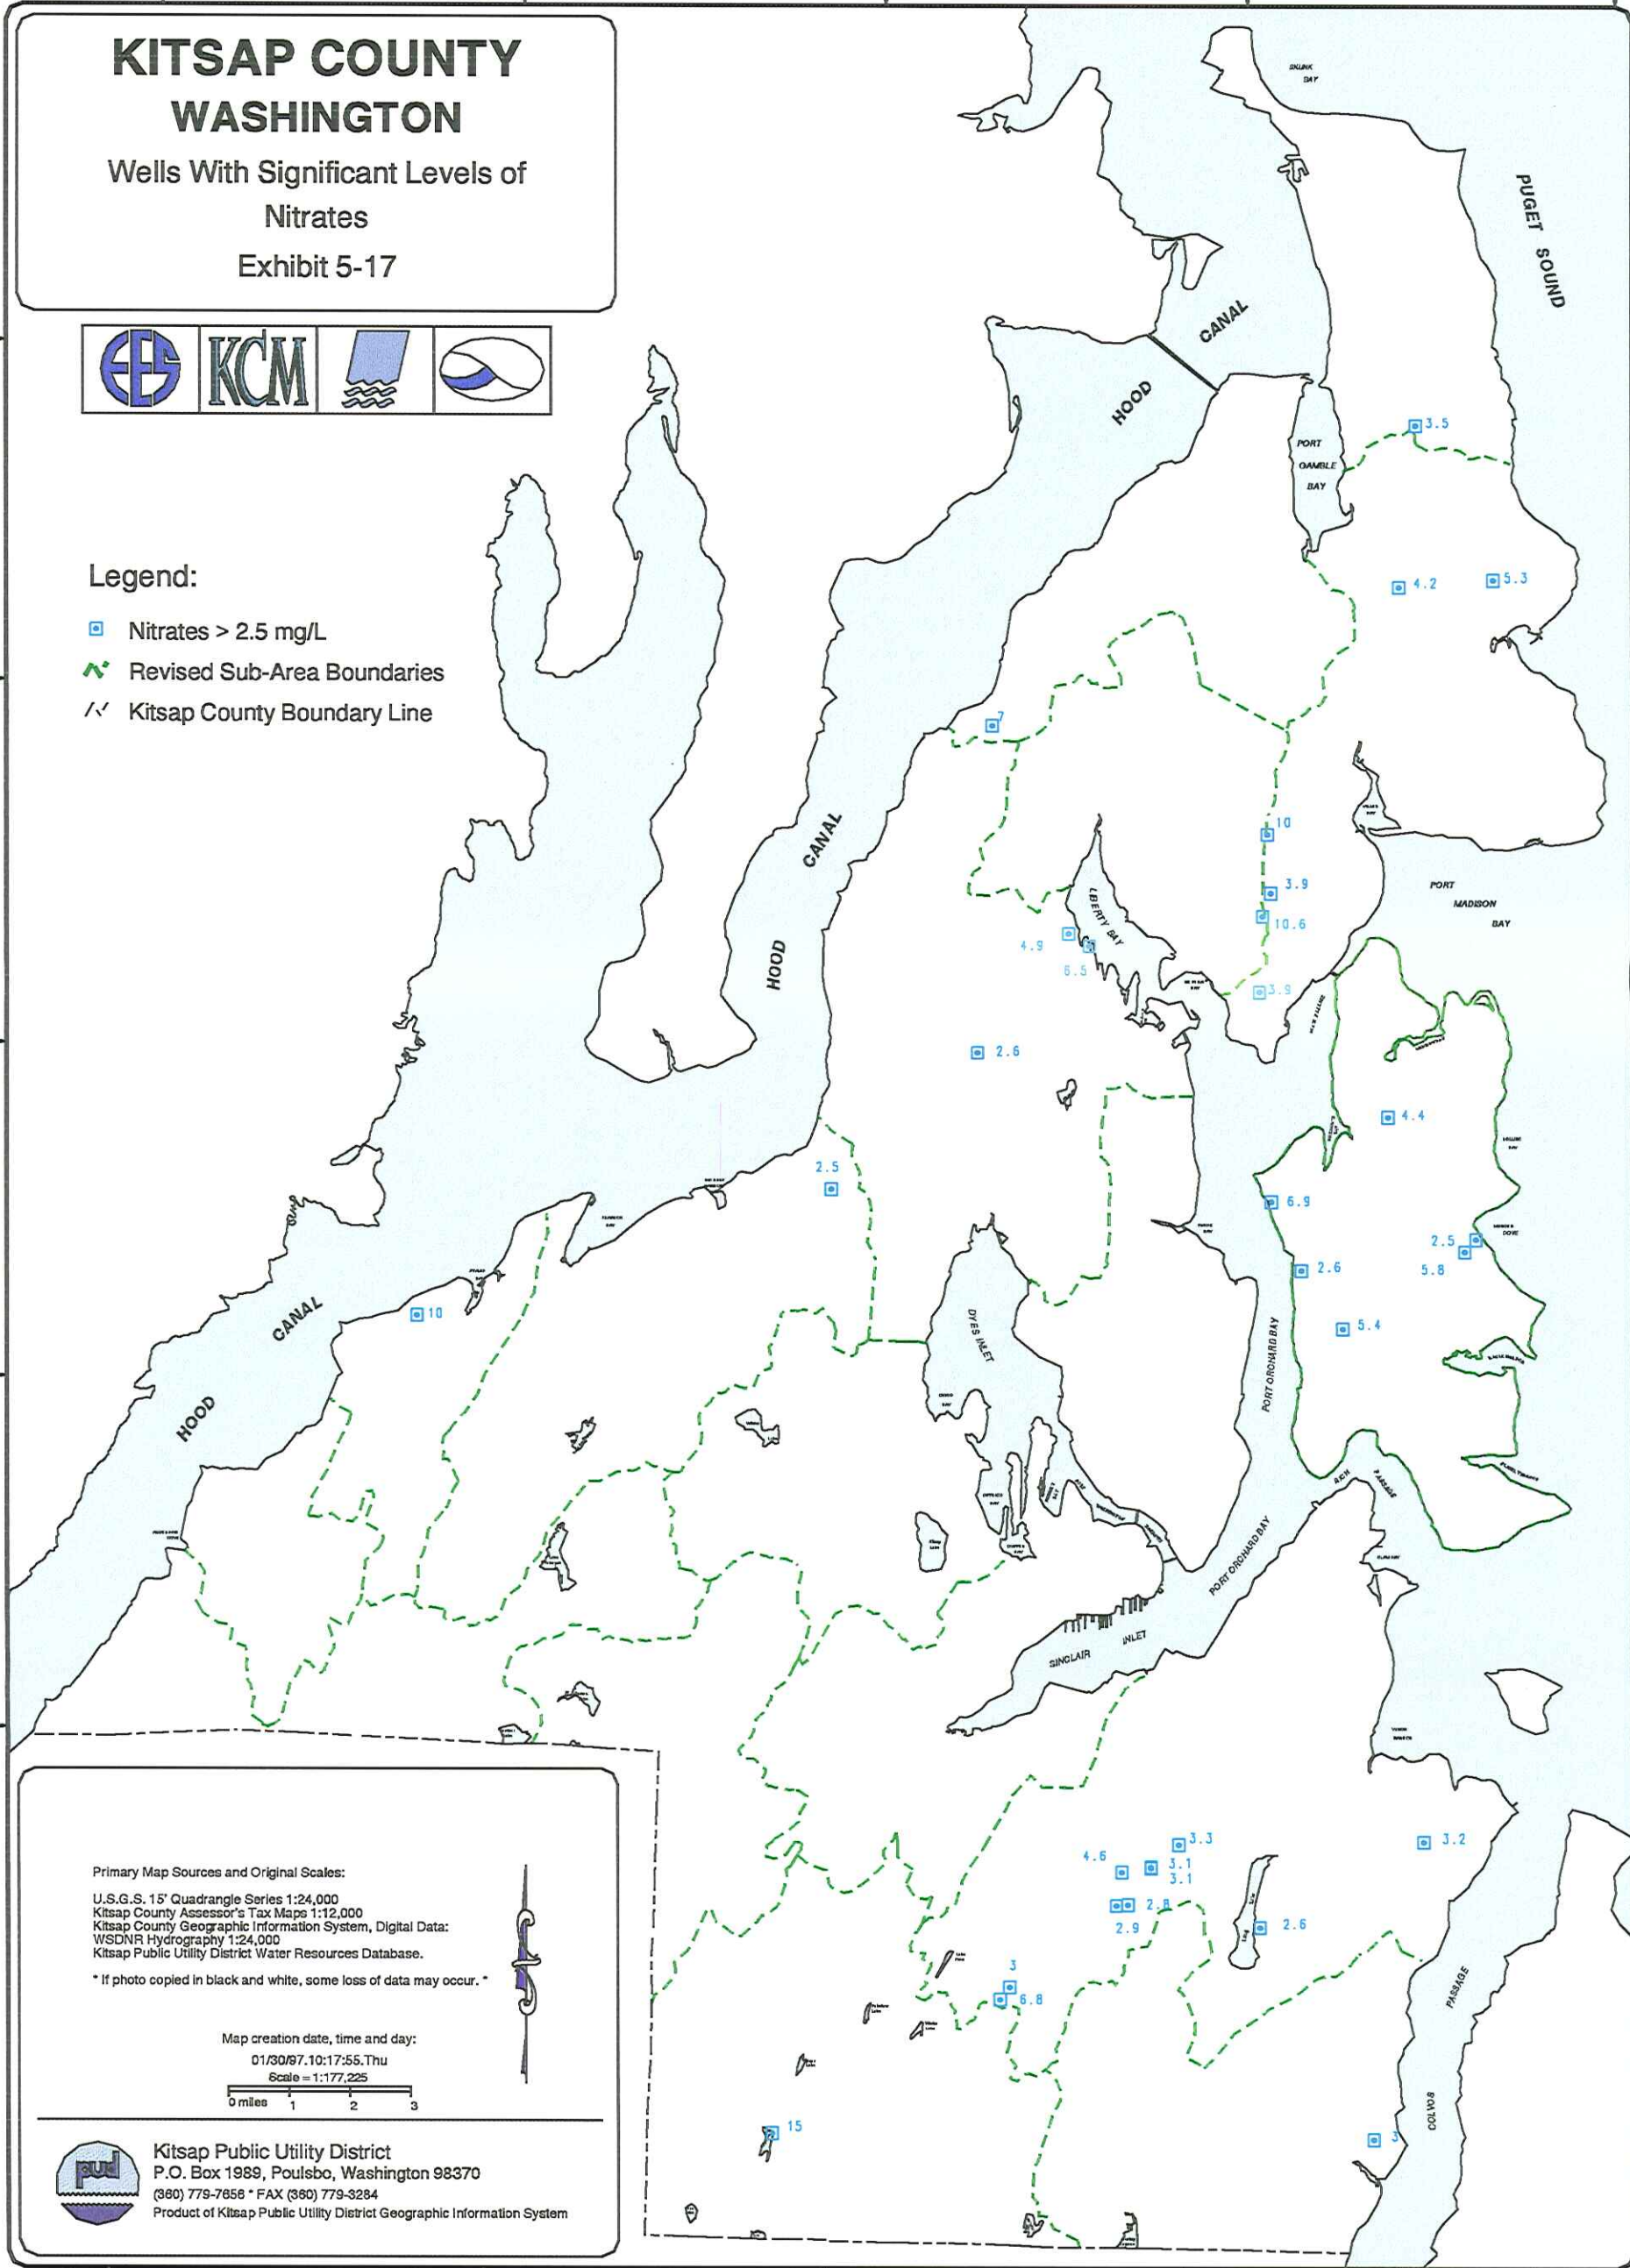 KITSAP COUNTY
WASHINGTON
Wells With Significant Levels of
Nitrates
Exhibit 5-17
EES
KCM
Legend:
Nitrates > 2.5 mg/L
Revised Sub-Area Boundaries
Kitsap County Boundary Line
SKUNK
BAY
PUGET SOUND
CANAL
HOOD
PORT
GAMBLE
BAY
3.5
4.2
5.3
7
CANAL
HOOD
10
3.9
10.6
3.9
LIBERTY BAY
4.9
6.5
PORT
MADISON
BAY
2.6
4.4
2.5
6.9
2.5
5.8
2.6
5.4
10
CANAL
HOOD
DYES INLET
PORT ORCHARD BAY
RICH
PASSAGE
PORT ORCHARD BAY
SINCLAIR
INLET
3.3
4.6
3.1
3.1
2.8
2.9
3.2
2.6
3
6.8
15
3
PASSAGE
COLVOS
Primary Map Sources and Original Scales:
U.S.G.S. 15' Quadrangle Series 1:24,000
Kitsap County Assessor's Tax Maps 1:12,000
Kitsap County Geographic Information System, Digital Data:
WSDNR Hydrography 1:24,000
Kitsap Public Utility District Water Resources Database.
* If photo copied in black and white, some loss of data may occur. *
Map creation date, time and day:
01/30/97.10:17:55.Thu
Scale = 1:177,225
0 miles 1 2 3
pud
Kitsap Public Utility District
P.O. Box 1989, Poulsbo, Washington 98370
(360) 779-7656 * FAX (360) 779-3284
Product of Kitsap Public Utility District Geographic Information System